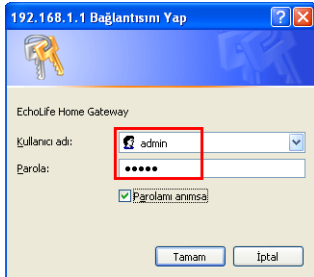 192.168.1.1 Bağlantısını Yap
EchoLife Home Gateway
Kullanıcı adı:
admin
Parola:
•••••
Parolamı anımsa
Tamam
İptal